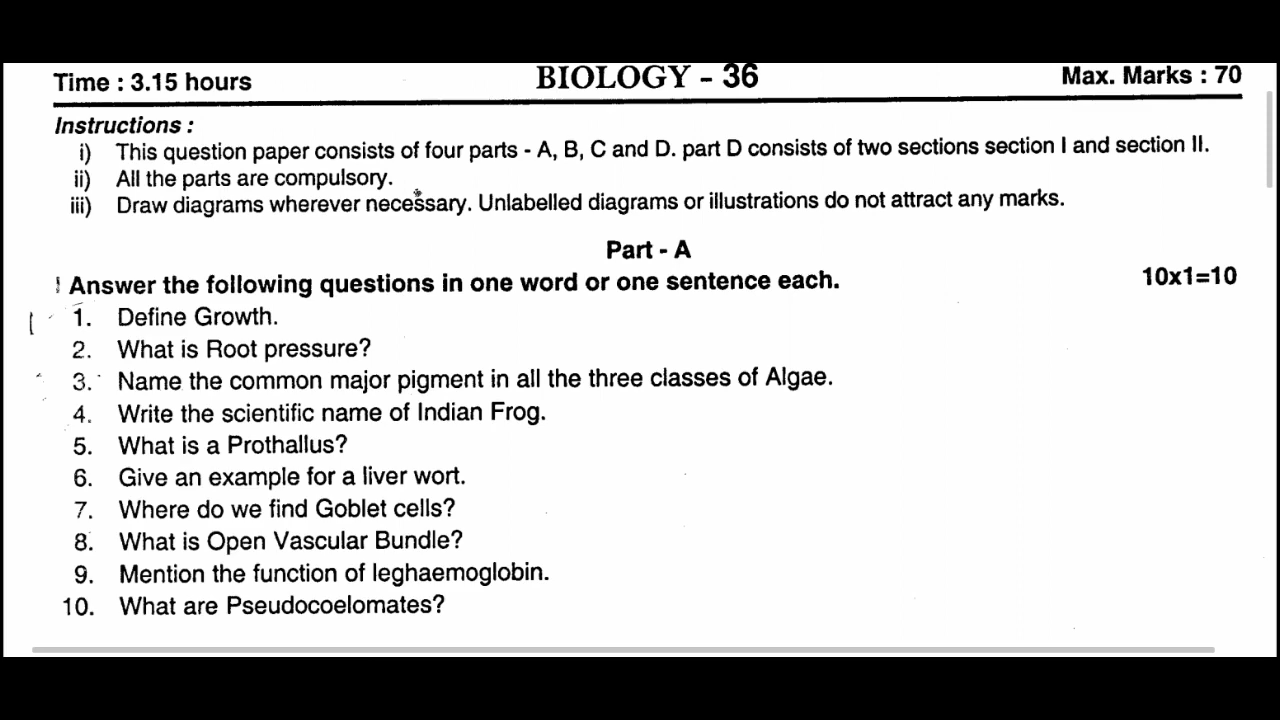 Time : 3.15 hours BIOLOGY - 36 Max. Marks : 70
Instructions :
i) This question paper consists of four parts - A, B, C and D. part D consists of two sections section I and section II.
ii) All the parts are compulsory.
iii) Draw diagrams wherever necessary. Unlabelled diagrams or illustrations do not attract any marks.
Part - A
I Answer the following questions in one word or one sentence each. 10x1=10
1. Define Growth.
2. What is Root pressure?
3. Name the common major pigment in all the three classes of Algae.
4. Write the scientific name of Indian Frog.
5. What is a Prothallus?
6. Give an example for a liver wort.
7. Where do we find Goblet cells?
8. What is Open Vascular Bundle?
9. Mention the function of leghaemoglobin.
10. What are Pseudocoelomates?